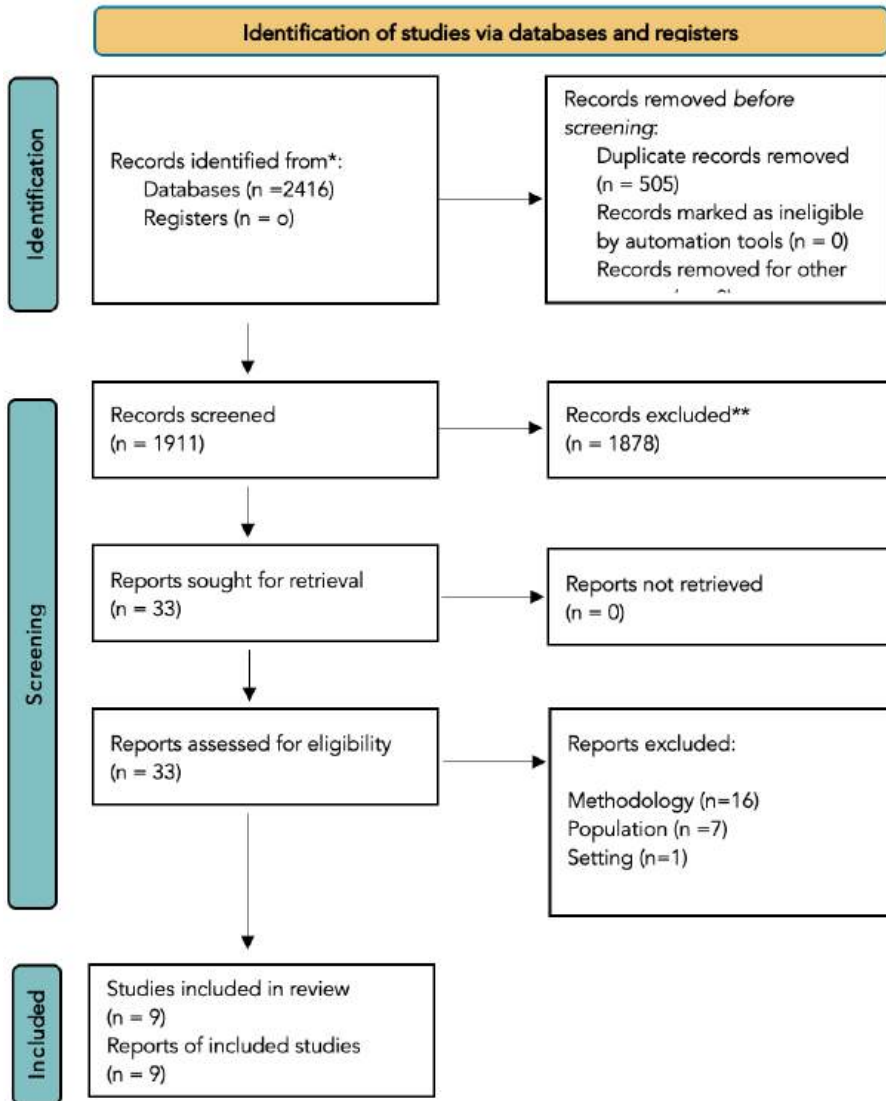 Identification of studies via databases and registers
Identification
Records identified from*:
Databases (n =2416)
Registers (n = o)
Records removed before
screening:
Duplicate records removed
(n = 505)
Records marked as ineligible
by automation tools (n = 0)
Records removed for other
Screening
Records screened
(n = 1911)
Records excluded**
(n = 1878)
Reports sought for retrieval
(n = 33)
Reports not retrieved
(n = 0)
Reports assessed for eligibility
(n = 33)
Reports excluded:
Methodology (n=16)
Population (n =7)
Setting (n=1)
Included
Studies included in review
(n = 9)
Reports of included studies
(n = 9)